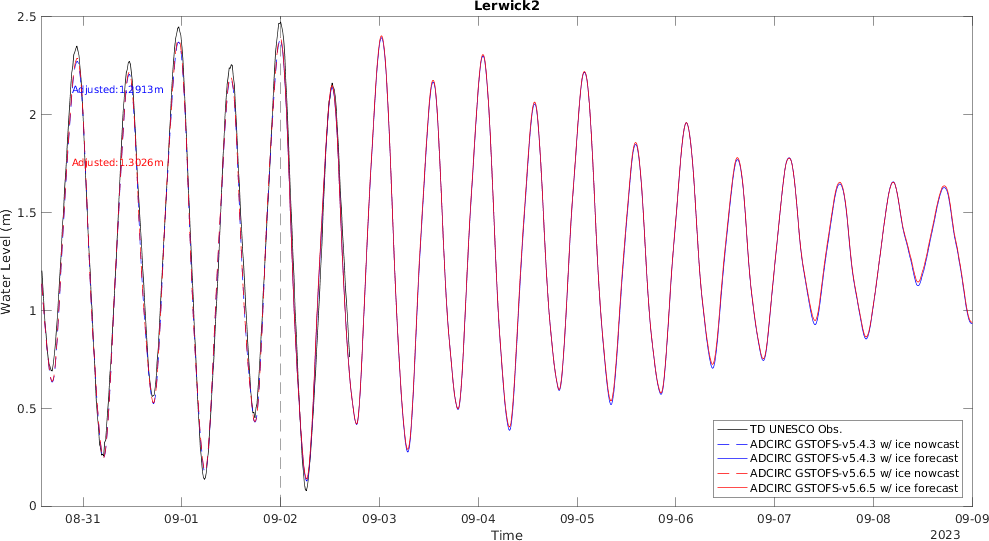 Lerwick2
2.5
2
1.5
1
0.5
0
Water Level (m)
Adjusted:1.2913m
Adjusted:1.3026m
TD UNESCO Obs.
ADCIRC GSTOFS-v5.4.3 w/ ice nowcast
ADCIRC GSTOFS-v5.4.3 w/ ice forecast
ADCIRC GSTOFS-v5.6.5 w/ ice nowcast
ADCIRC GSTOFS-v5.6.5 w/ ice forecast
08-31 09-01 09-02 09-03 09-04 09-05 09-06 09-07 09-08 09-09
Time
2023